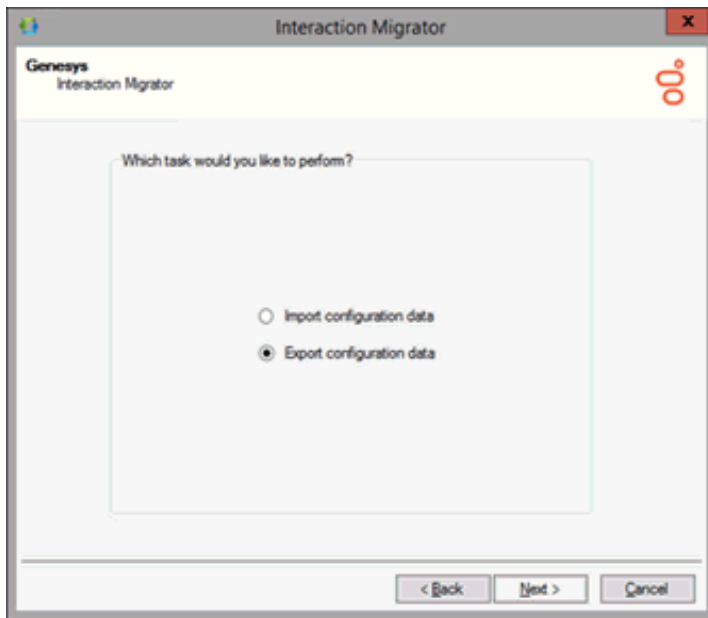 Interaction Migrator
X
Genesys
Interaction Migrator
Which task would you like to perform?
Import configuration data
Export configuration data
< Back
Next >
Cancel